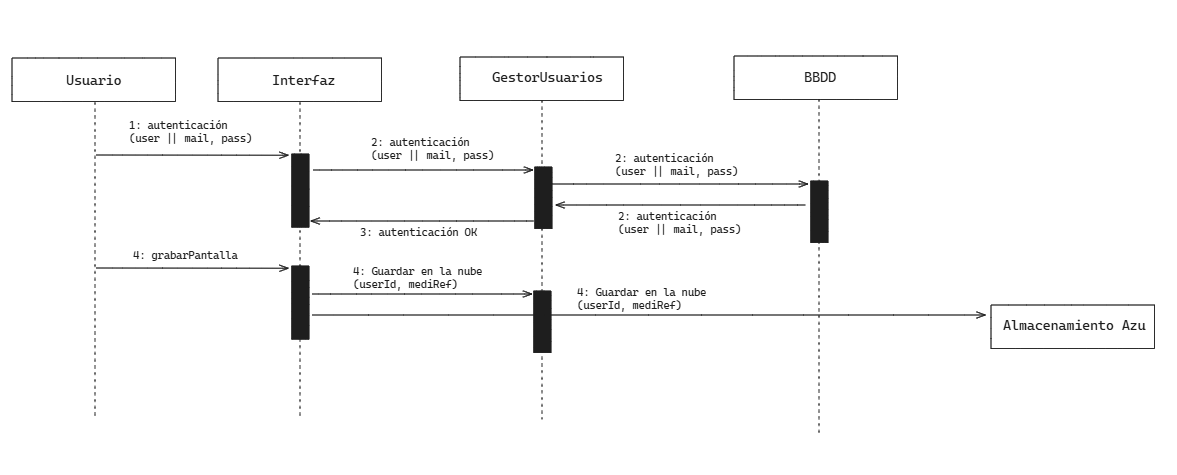 Usuario
Interfaz
GestorUsuarios
BBDD
1: autenticación
(user || mail, pass)
2: autenticación
(user || mail, pass)
2: autenticación
(user || mail, pass)
2: autenticación
(user || mail, pass)
3: autenticación OK
4: grabarPantalla
4: Guardar en la nube
(userId, mediRef)
4: Guardar en la nube
(userId, mediRef)
Almacenamiento Azu